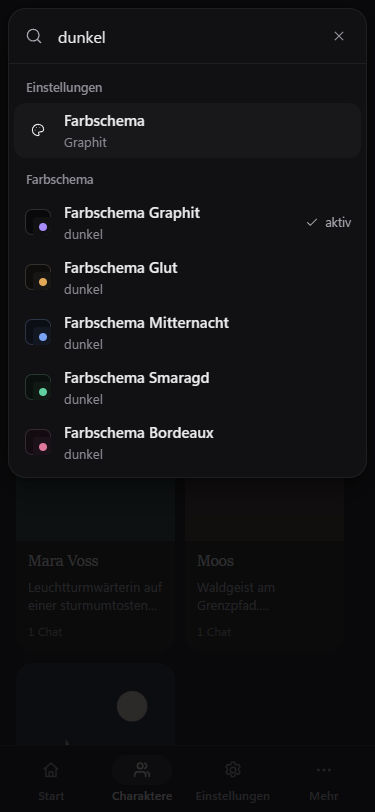 dunkel
Einstellungen
Farbschema
Graphit
Farbschema
Farbschema Graphit
dunkel
aktiv
Farbschema Glut
dunkel
Farbschema Mitternacht
dunkel
Farbschema Smaragd
dunkel
Farbschema Bordeaux
dunkel
Mara Voss
Leuchtturmwärterin auf
einer sturmumtosten...
1 Chat
Moos
Waldgeist am
Grenzpfad....
1 Chat
Start
Charaktere
Einstellungen
Mehr